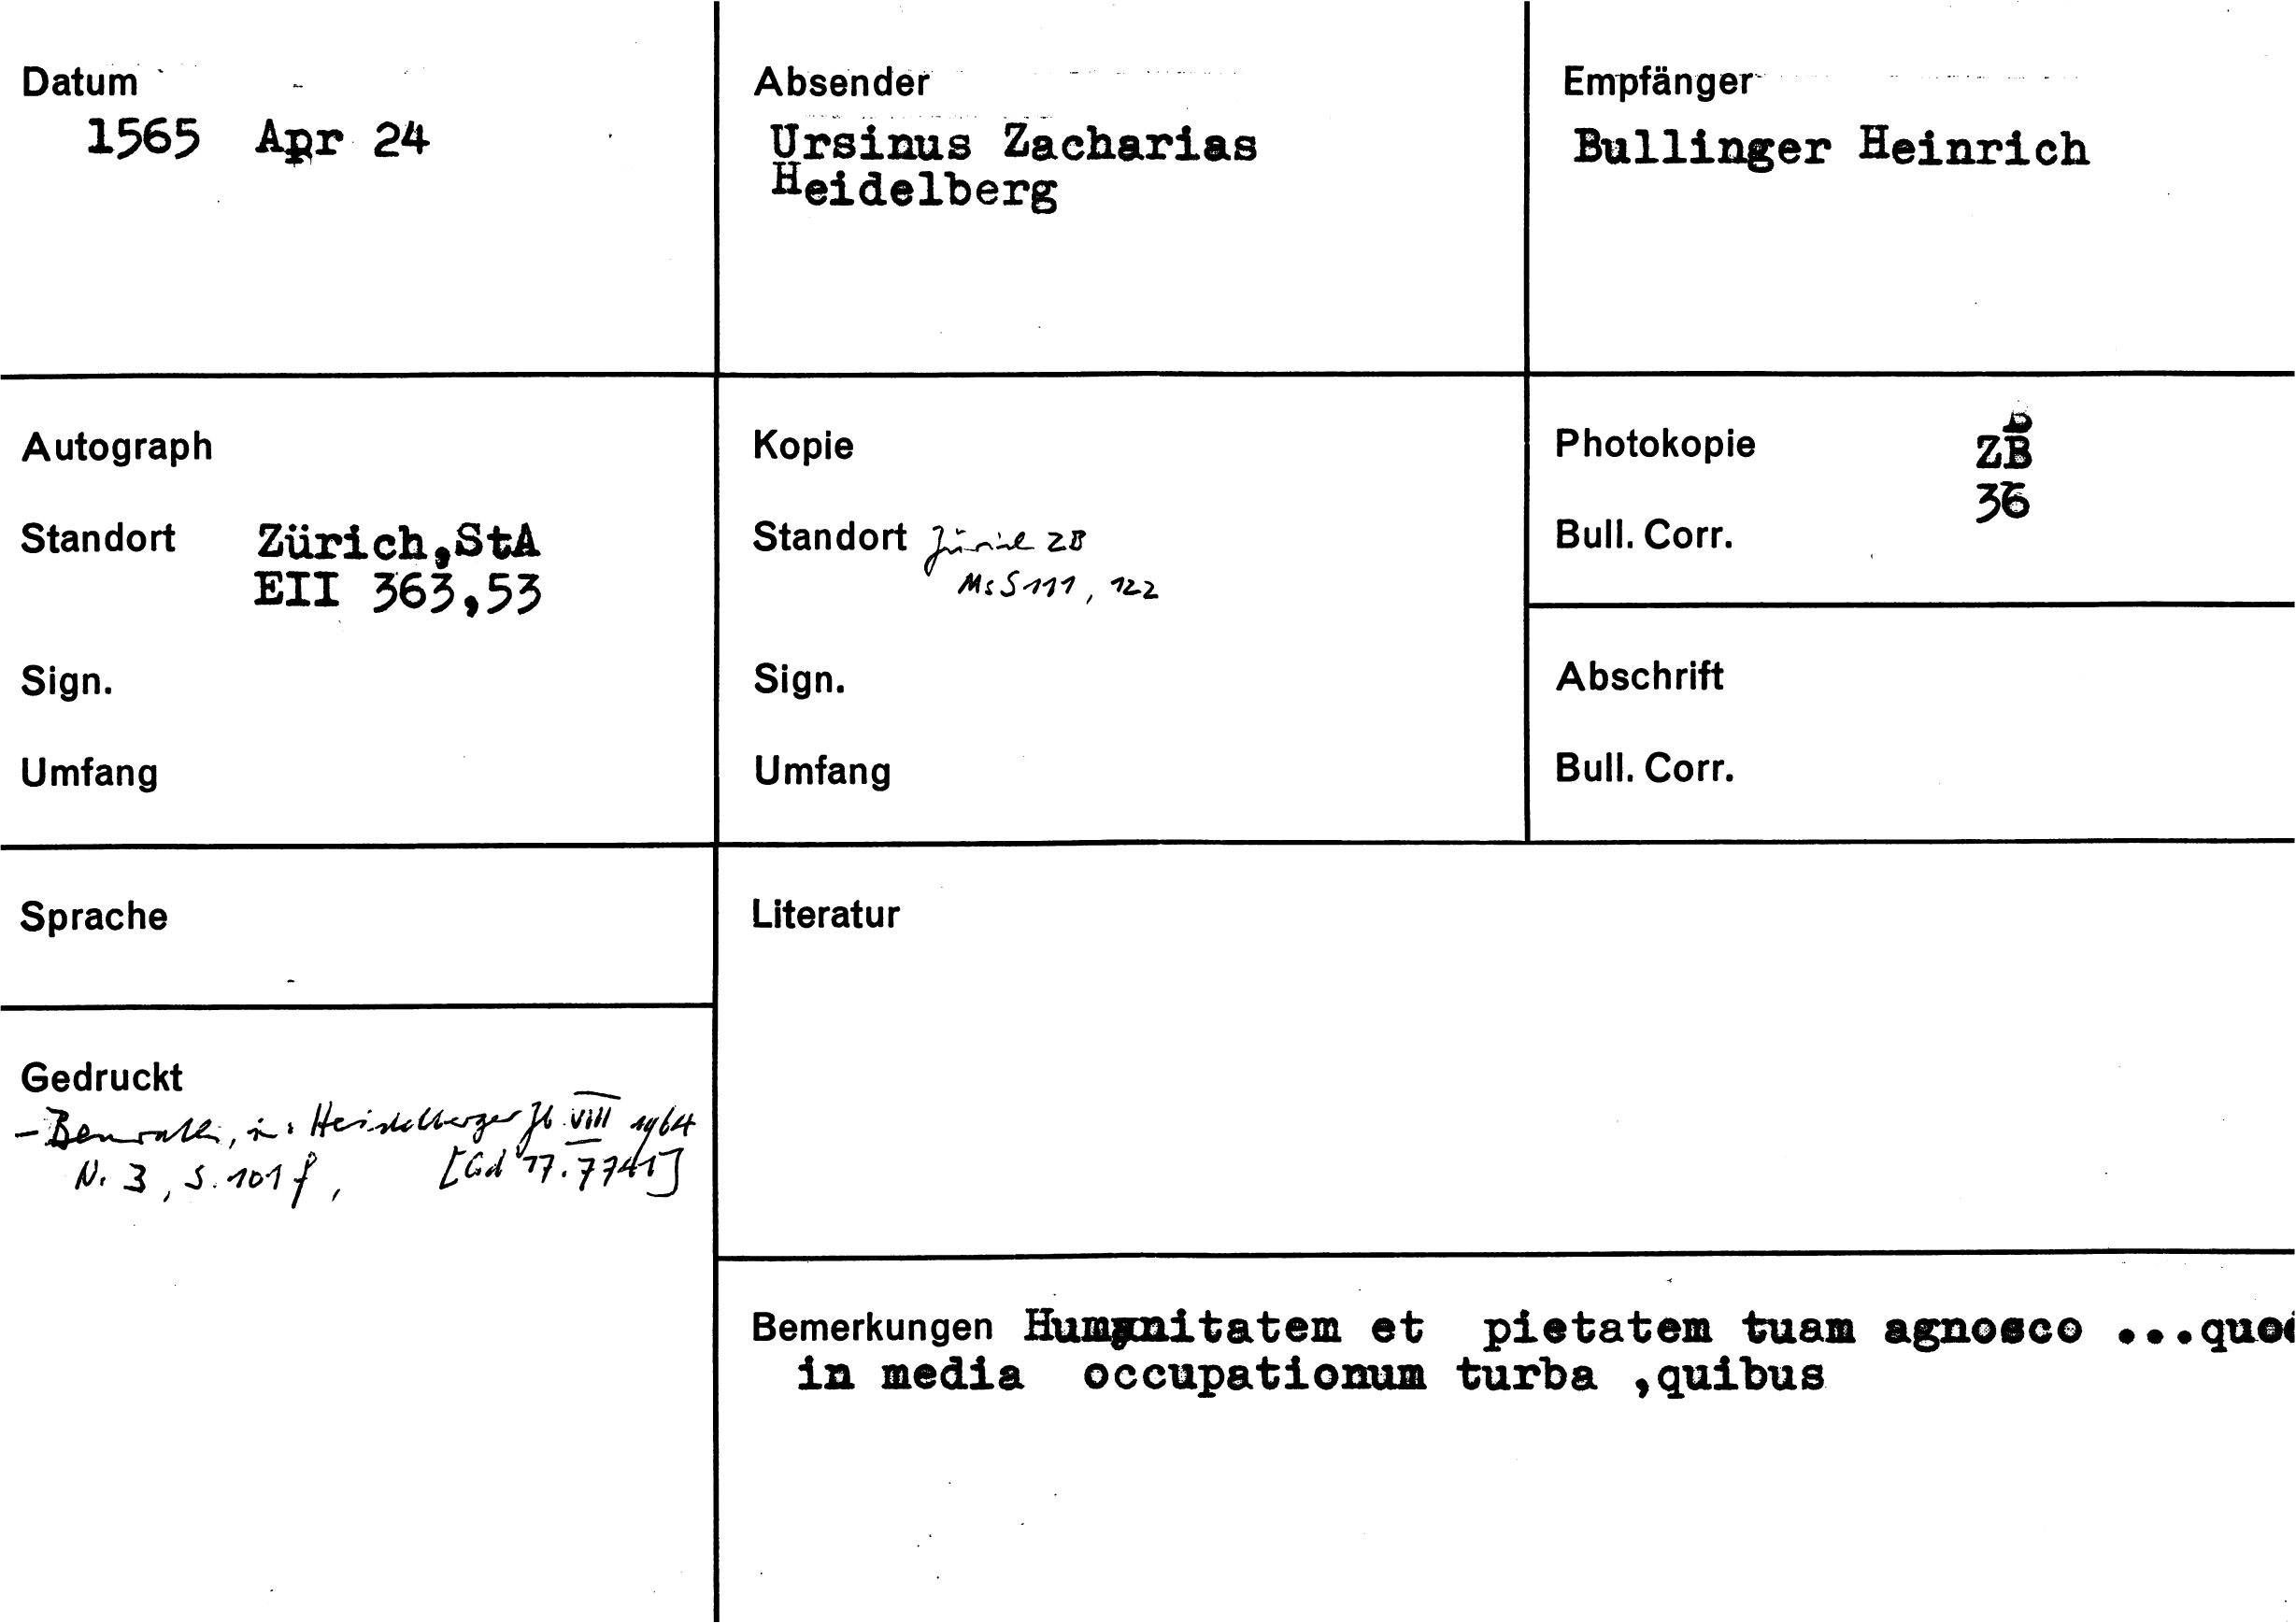 Datum
1565 Apr 24
Absender
Ursinus Zacharias
Heidelberg
Empfänger
Bullinger Heinrich
Autograph
Standort Zürich,StA
EII 363,53
Sign.
Umfang
Kopie
Standort Zürich ZB
Ms S 111, 122
Sign.
Umfang
Photokopie ZB
36
Bull. Corr.
Abschrift
Bull. Corr.
Sprache
Literatur
Gedruckt
- Benrath, in: Heidelberger Jb. VIII 1964
N. 3, S. 101 f, [Gd 17.7741]
Bemerkungen Humanitatem et pietatem tuam agnosco ...quod
in media occupationum turba ,quibus